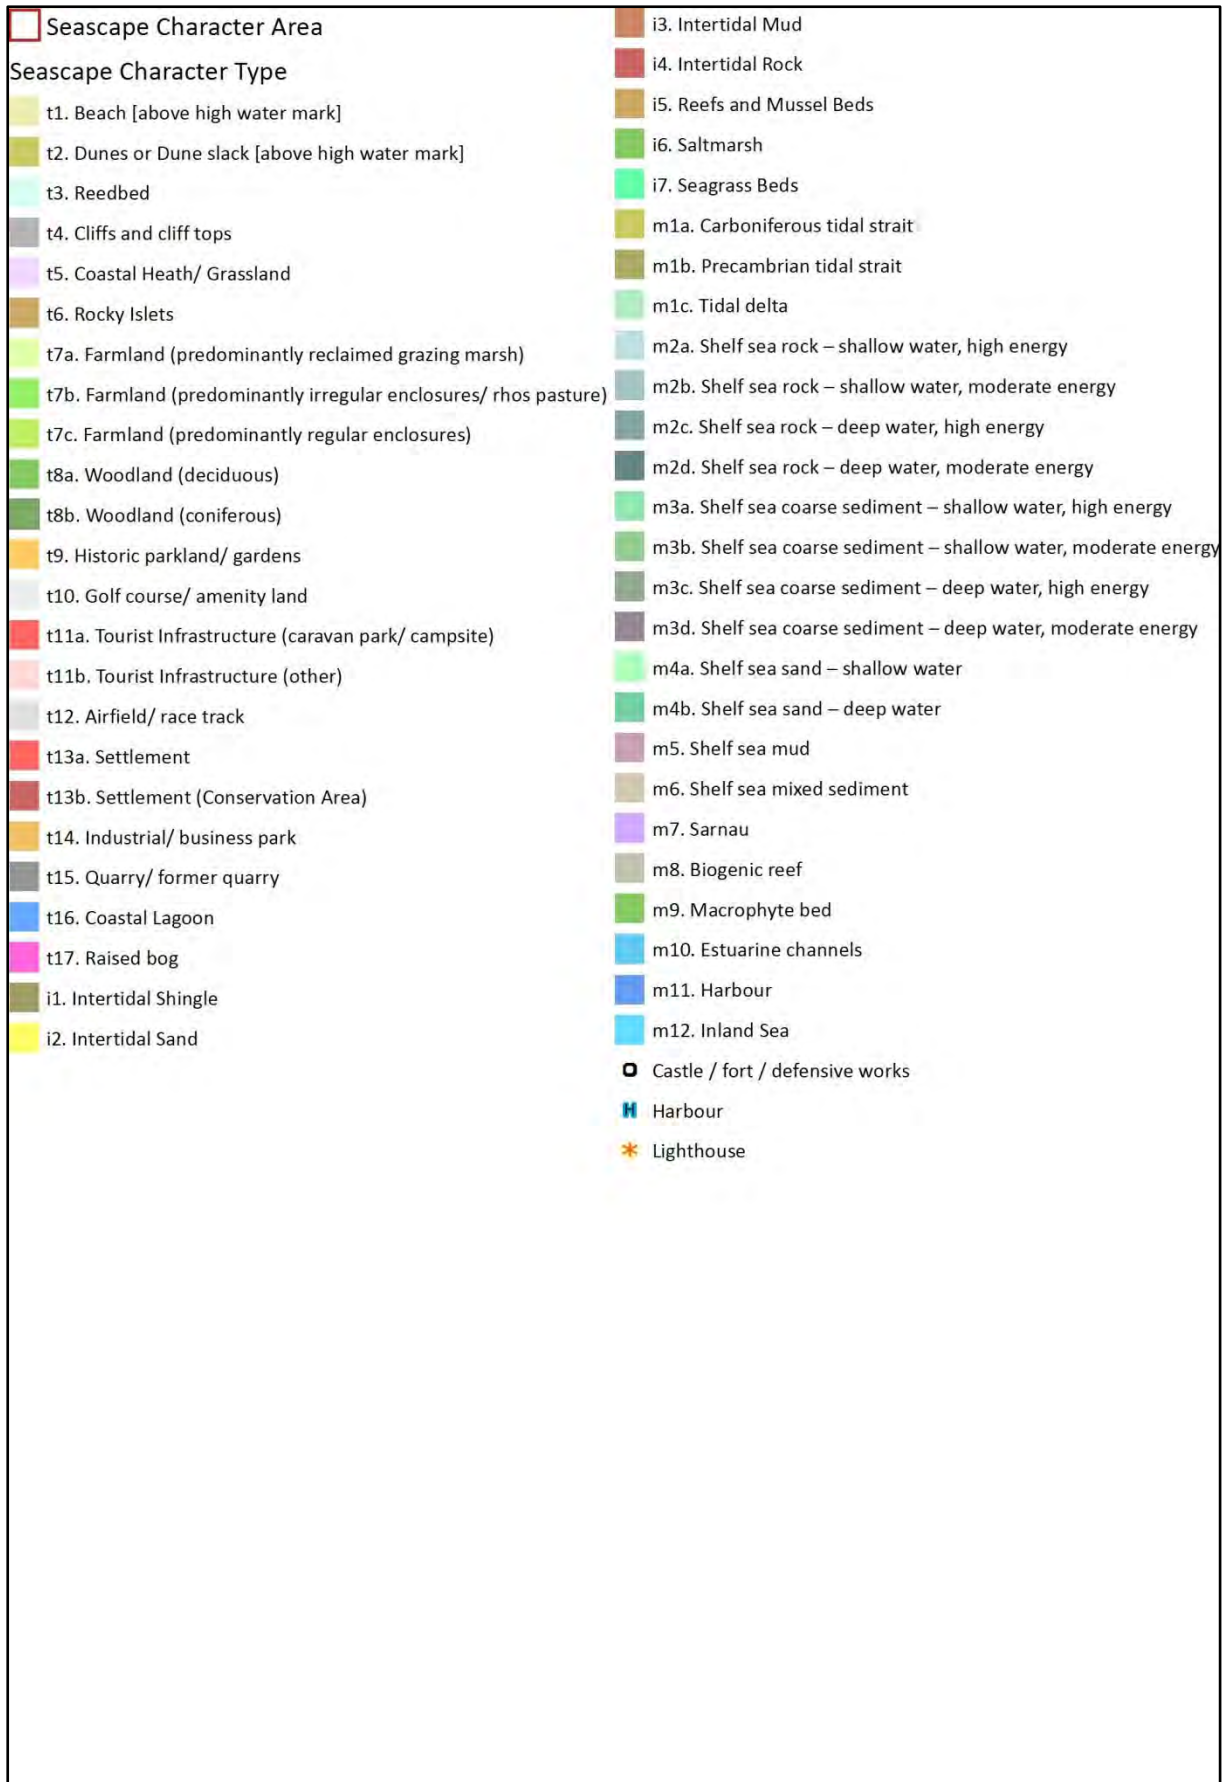 Seascape Character Area
Seascape Character Type
t1. Beach [above high water mark]
t2. Dunes or Dune slack [above high water mark]
t3. Reedbed
t4. Cliffs and cliff tops
t5. Coastal Heath/ Grassland
t6. Rocky Islets
t7a. Farmland (predominantly reclaimed grazing marsh)
t7b. Farmland (predominantly irregular enclosures/ rhos pasture)
t7c. Farmland (predominantly regular enclosures)
t8a. Woodland (deciduous)
t8b. Woodland (coniferous)
t9. Historic parkland/ gardens
t10. Golf course/ amenity land
t11a. Tourist Infrastructure (caravan park/ campsite)
t11b. Tourist Infrastructure (other)
t12. Airfield/ race track
t13a. Settlement
t13b. Settlement (Conservation Area)
t14. Industrial/ business park
t15. Quarry/ former quarry
t16. Coastal Lagoon
t17. Raised bog
i1. Intertidal Shingle
i2. Intertidal Sand
i3. Intertidal Mud
i4. Intertidal Rock
i5. Reefs and Mussel Beds
i6. Saltmarsh
i7. Seagrass Beds
m1a. Carboniferous tidal strait
m1b. Precambrian tidal strait
m1c. Tidal delta
m2a. Shelf sea rock – shallow water, high energy
m2b. Shelf sea rock – shallow water, moderate energy
m2c. Shelf sea rock – deep water, high energy
m2d. Shelf sea rock – deep water, moderate energy
m3a. Shelf sea coarse sediment – shallow water, high energy
m3b. Shelf sea coarse sediment – shallow water, moderate energy
m3c. Shelf sea coarse sediment – deep water, high energy
m3d. Shelf sea coarse sediment – deep water, moderate energy
m4a. Shelf sea sand – shallow water
m4b. Shelf sea sand – deep water
m5. Shelf sea mud
m6. Shelf sea mixed sediment
m7. Sarnau
m8. Biogenic reef
m9. Macrophyte bed
m10. Estuarine channels
m11. Harbour
m12. Inland Sea
Castle / fort / defensive works
H Harbour
Lighthouse